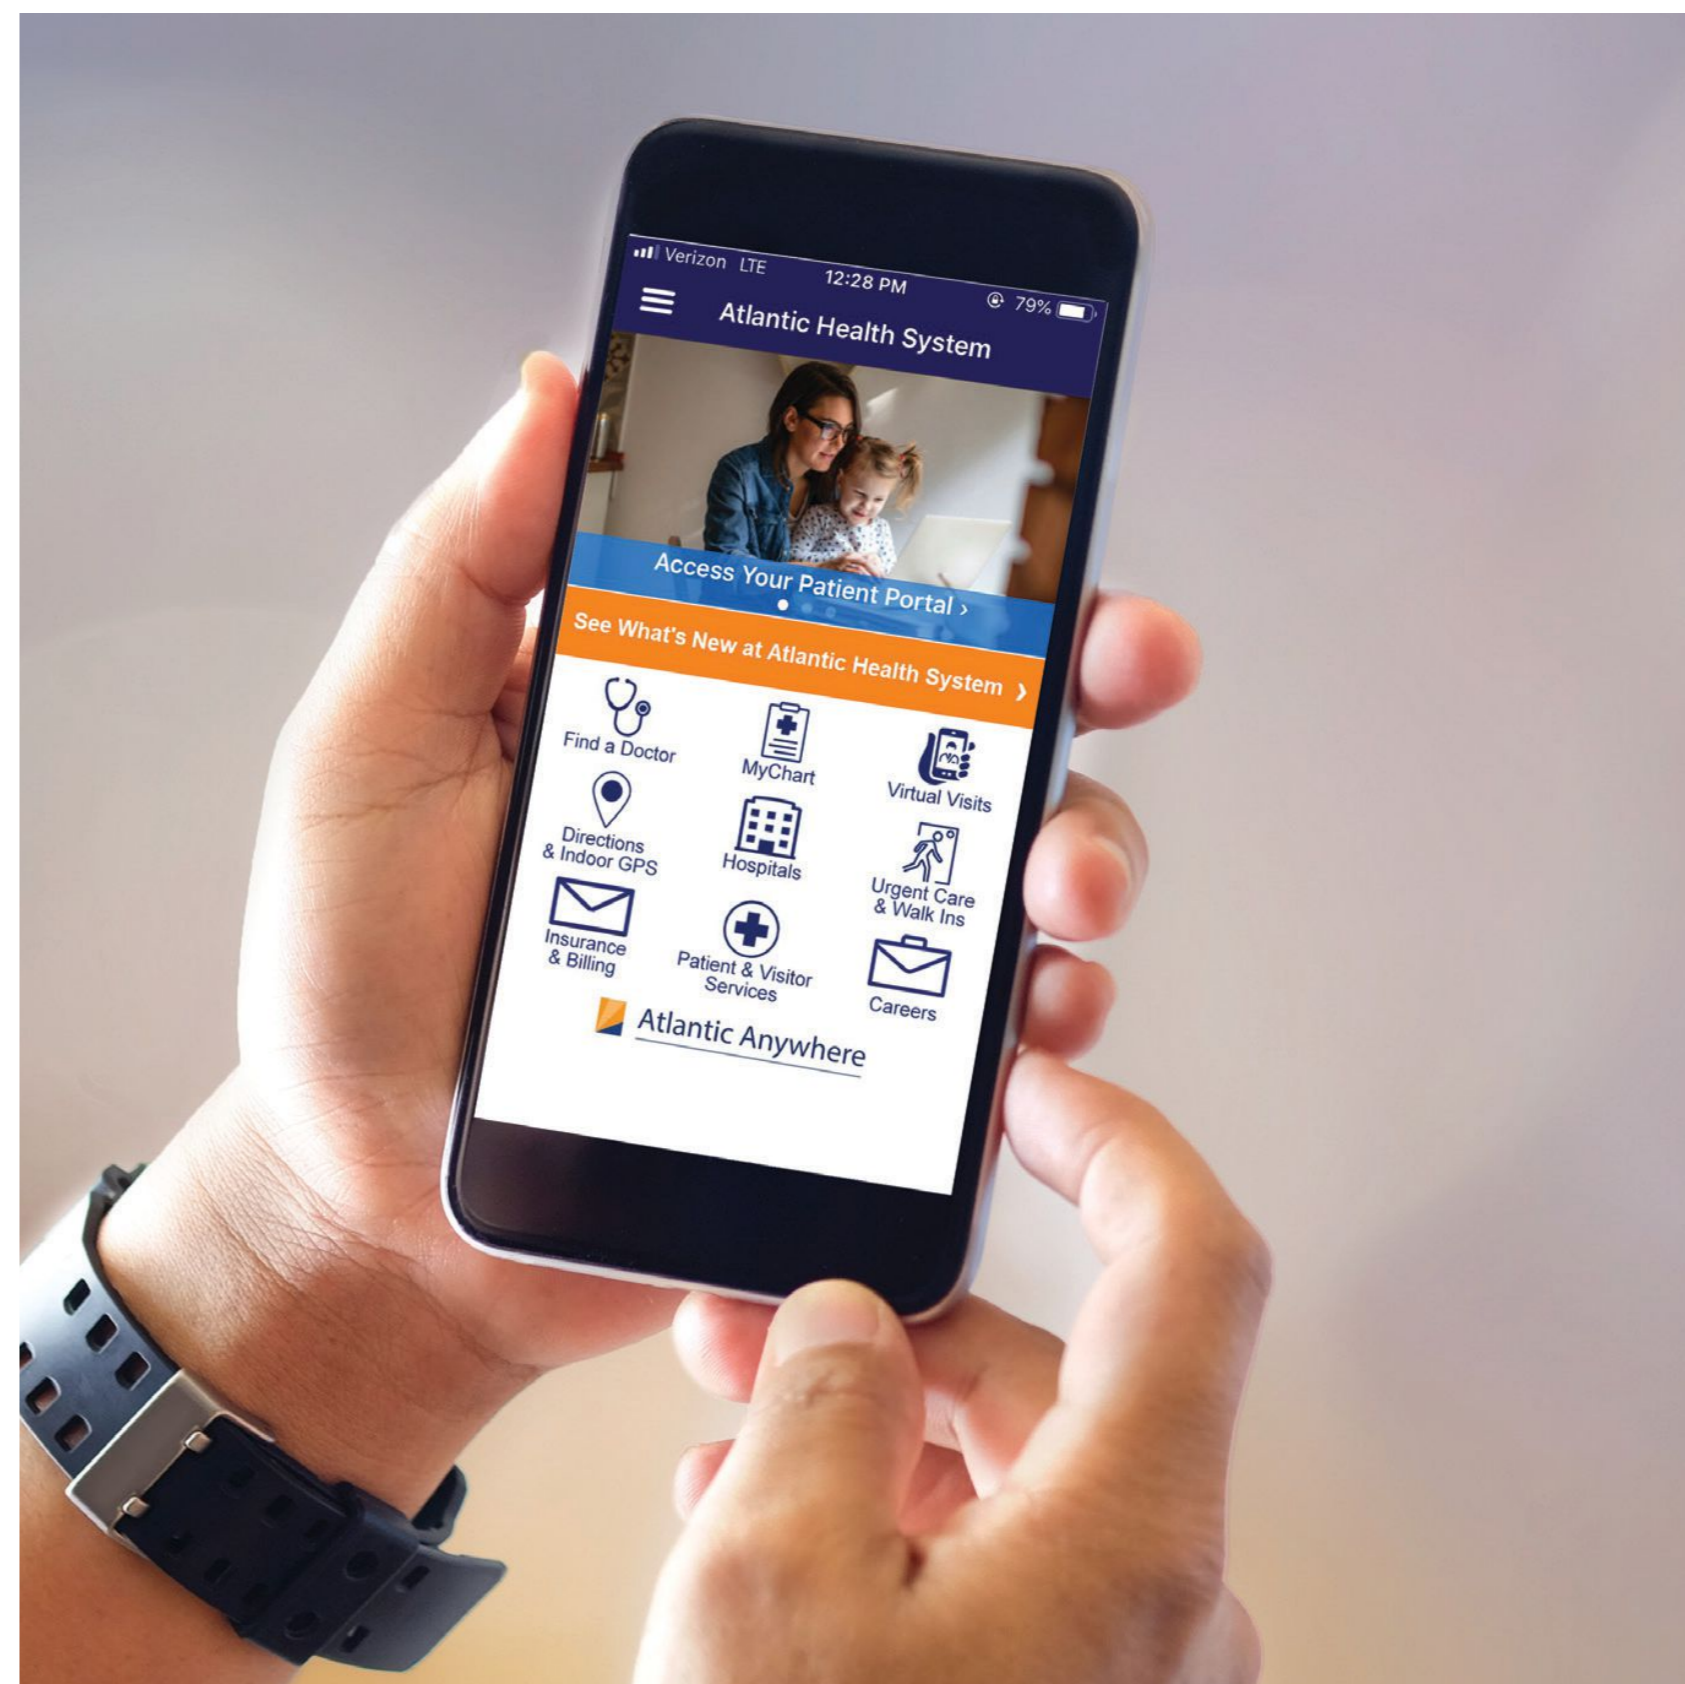 Verizon LTE 12:28 PM 79%
Atlantic Health System
Access Your Patient Portal ›
See What's New at Atlantic Health System ❯
Find a Doctor
MyChart
Virtual Visits
Directions
& Indoor GPS
Hospitals
Urgent Care
& Walk Ins
Insurance
& Billing
Patient & Visitor
Services
Careers
Atlantic Anywhere